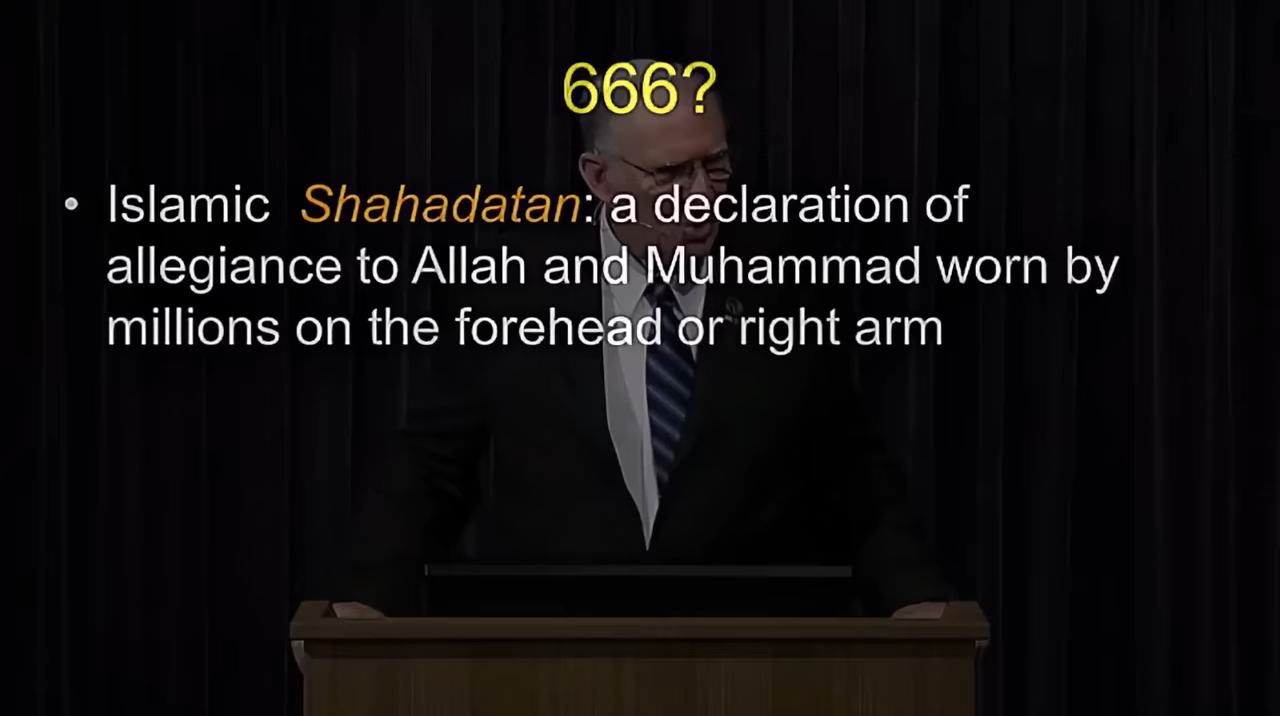 666?
• Islamic Shahadatan: a declaration of
allegiance to Allah and Muhammad worn by
millions on the forehead or right arm